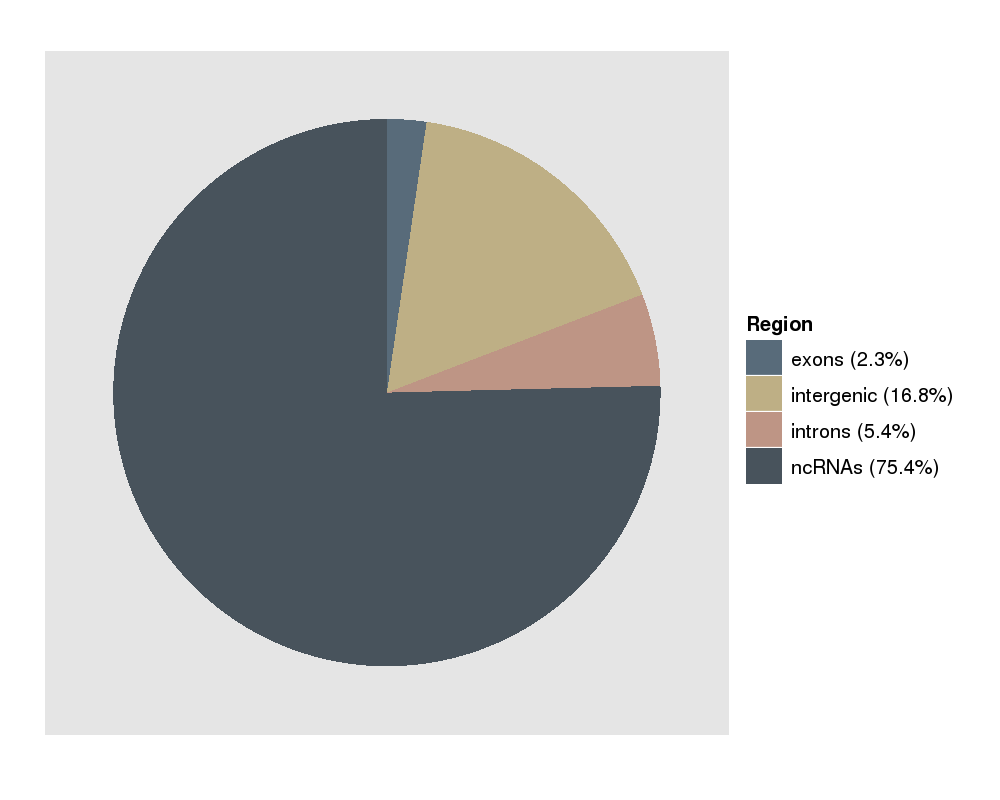 Region
exons (2.3%)
intergenic (16.8%)
introns (5.4%)
ncRNAs (75.4%)